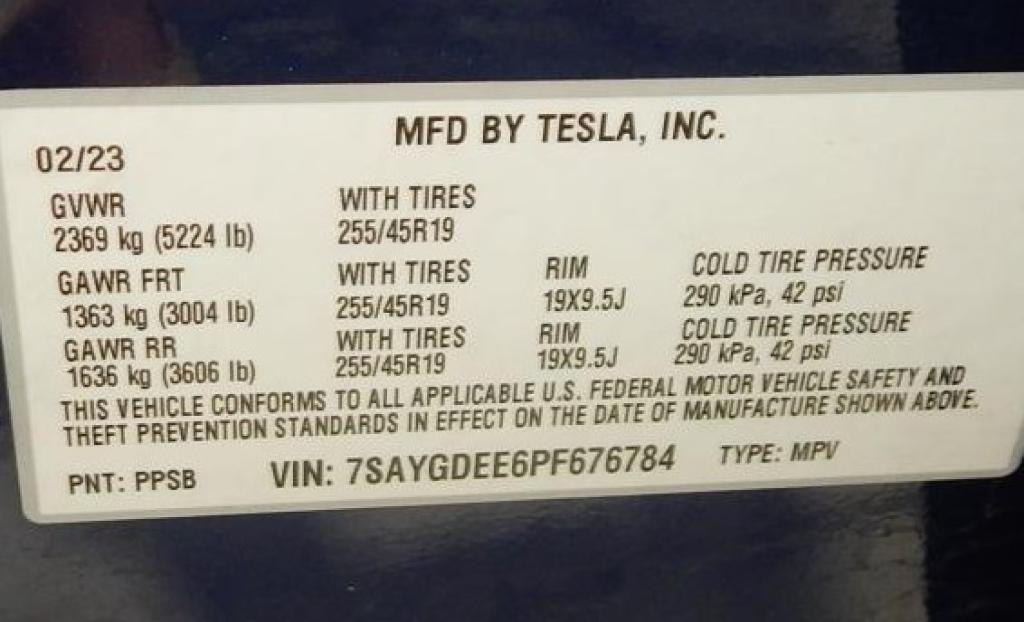 MFD BY TESLA, INC.
02/23
GVWR WITH TIRES
2369 kg (5224 lb) 255/45R19
GAWR FRT WITH TIRES RIM COLD TIRE PRESSURE
1363 kg (3004 lb) 255/45R19 19X9.5J 290 kPa, 42 psi
GAWR RR WITH TIRES RIM COLD TIRE PRESSURE
1636 kg (3606 lb) 255/45R19 19X9.5J 290 kPa, 42 psi
THIS VEHICLE CONFORMS TO ALL APPLICABLE U.S. FEDERAL MOTOR VEHICLE SAFETY AND
THEFT PREVENTION STANDARDS IN EFFECT ON THE DATE OF MANUFACTURE SHOWN ABOVE.
PNT: PPSB VIN: 7SAYGDEE6PF676784 TYPE: MPV